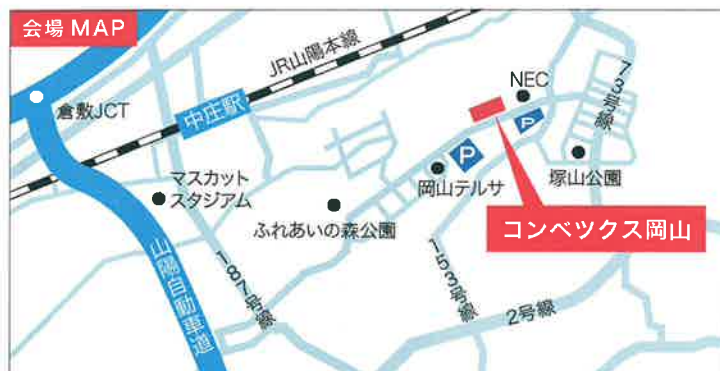 会場 MAP
JR山陽本線
NEC
73号線
倉敷JCT
中庄駅
P
P
マスカット
スタジアム
岡山テルサ
塚山公園
ふれあいの森公園
コンベックス岡山
山陽自動車道
187号線
153号線
2号線